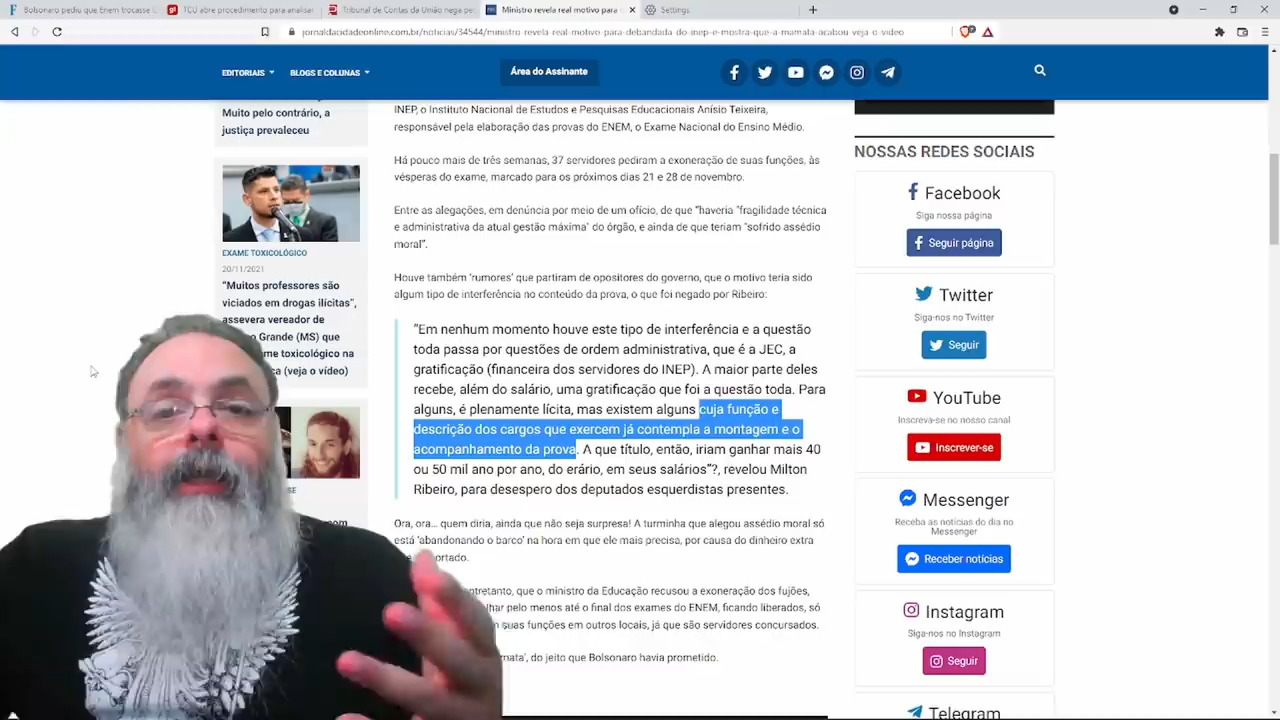 Bolsonaro pediu que Enem trocasse
TCU abre procedimento para analisar
Tribunal de Contas da União nega pe
Ministro revela real motivo para
Settings
jornaldacidadeonline.com.br/noticias/34544/ministro-revela-real-motivo-para-debandada-do-inep-e-mostra-que-a-mamata-acabou-veja-o-video
EDITORIAIS
BLOGS E COLUNAS
Área do Assinante
Muito pelo contrário, a
justiça prevaleceu
EXAME TOXICOLÓGICO
20/11/2021
"Muitos professores são
viciados em drogas ilícitas",
assevera vereador de
Grande (MS) que
toxicológico na
(veja o vídeo)
INEP, o Instituto Nacional de Estudos e Pesquisas Educacionais Anísio Teixeira,
responsável pela elaboração das provas do ENEM, o Exame Nacional do Ensino Médio.
Há pouco mais de três semanas, 37 servidores pediram a exoneração de suas funções, às
vésperas do exame, marcado para os próximos dias 21 e 28 de novembro.
Entre as alegações, em denúncia por meio de um ofício, de que "haveria "fragilidade técnica
e administrativa da atual gestão máxima' do órgão, e ainda de que teriam "sofrido assédio
moral".
Houve também 'rumores' que partiram de opositores do governo, que o motivo teria sido
algum tipo de interferência no conteúdo da prova, o que foi negado por Ribeiro:
"Em nenhum momento houve este tipo de interferência e a questão
toda passa por questões de ordem administrativa, que é a JEC, a
gratificação (financeira dos servidores do INEP). A maior parte deles
recebe, além do salário, uma gratificação que foi a questão toda. Para
alguns, é plenamente lícita, mas existem alguns cuja função e
descrição dos cargos que exercem já contempla a montagem e o
acompanhamento da prova. A que título, então, iriam ganhar mais 40
ou 50 mil ano por ano, do erário, em seus salários"?, revelou Milton
Ribeiro, para desespero dos deputados esquerdistas presentes.
Ora, ora... quem diria, ainda que não seja surpresa! A turminha que alegou assédio moral só
está 'abandonando o barco' na hora em que ele mais precisa, por causa do dinheiro extra
que o ministro da Educação recusou a exoneração dos fujões,
pelo menos até o final dos exames do ENEM, ficando liberados, só
suas funções em outros locais, já que são servidores concursados.
do jeito que Bolsonaro havia prometido.
NOSSAS REDES SOCIAIS
Facebook
Siga nossa página
Seguir página
Twitter
Siga-nos no Twitter
Seguir
YouTube
Inscreva-se no nosso canal
Inscrever-se
Messenger
Receba as notícias do dia no
Messenger
Receber notícias
Instagram
Siga-nos no Instagram
Seguir
Telegram